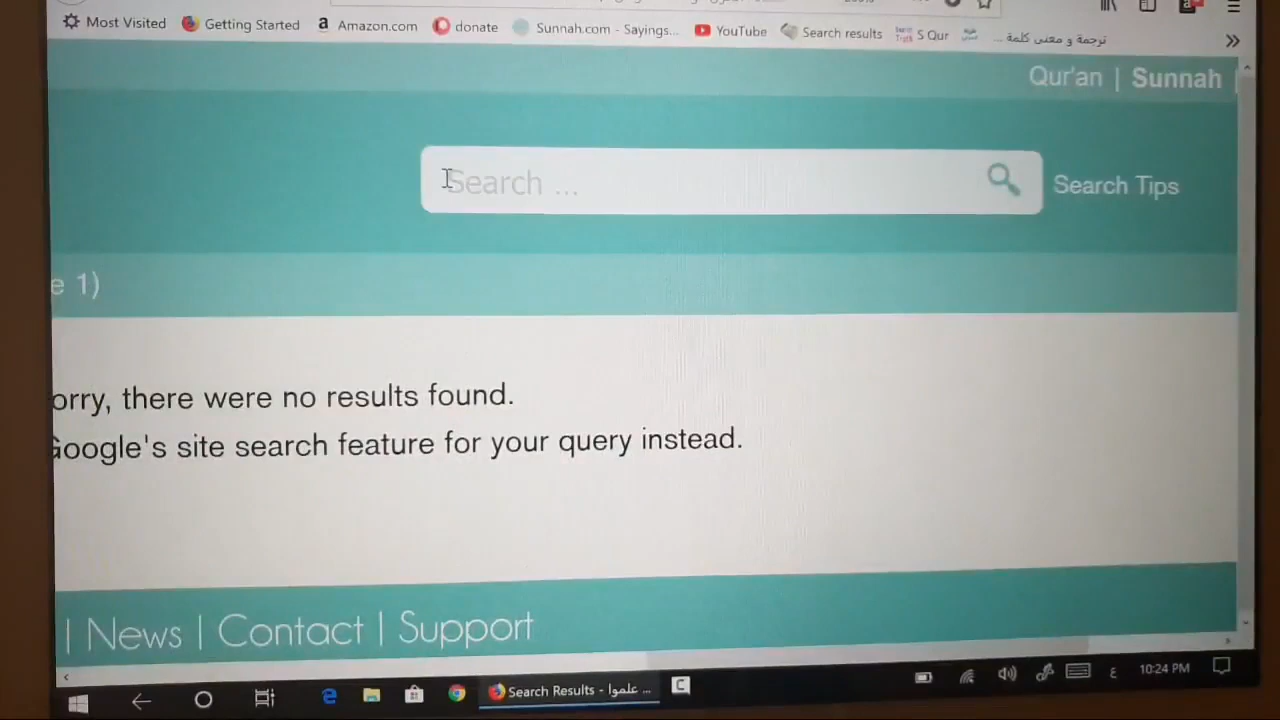 Most Visited Getting Started Amazon.com donate Sunnah.com - Sayings... YouTube Search results S Qur ترجمة و معنى كلمة ...
Qur'an | Sunnah |
Search ...
Search Tips
e 1)
orry, there were no results found.
Google's site search feature for your query instead.
| News | Contact | Support
Search Results - علموا ...
ع
10:24 PM